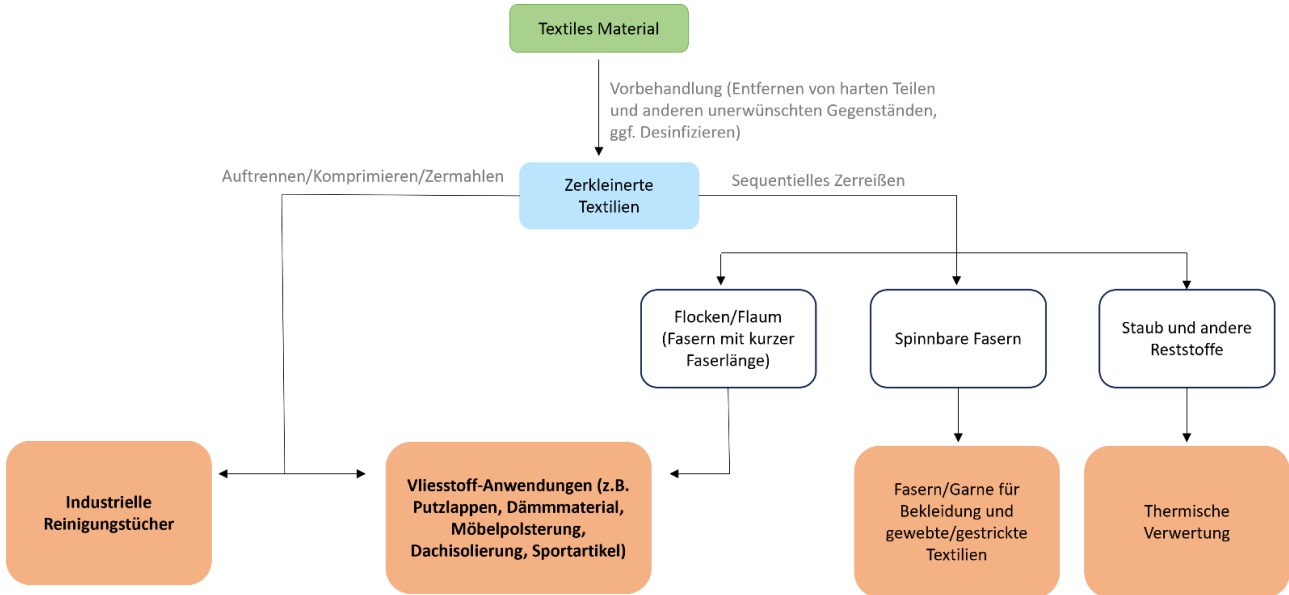 Textiles Material
Vorbehandlung (Entfernen von harten Teilen
und anderen unerwünschten Gegenständen,
ggf. Desinfizieren)
Auftrennen/Komprimieren/Zermahlen
Zerkleinerte
Textilien
Sequentielles Zerreißen
Flocken/Flaum
(Fasern mit kurzer
Faserlänge)
Spinnbare Fasern
Staub und andere
Reststoffe
Industrielle
Reinigungstücher
Vliesstoff-Anwendungen (z.B.
Putzlappen, Dämmmaterial,
Möbelpolsterung,
Dachisolierung, Sportartikel)
Fasern/Garne für
Bekleidung und
gewebte/gestrickte
Textilien
Thermische
Verwertung